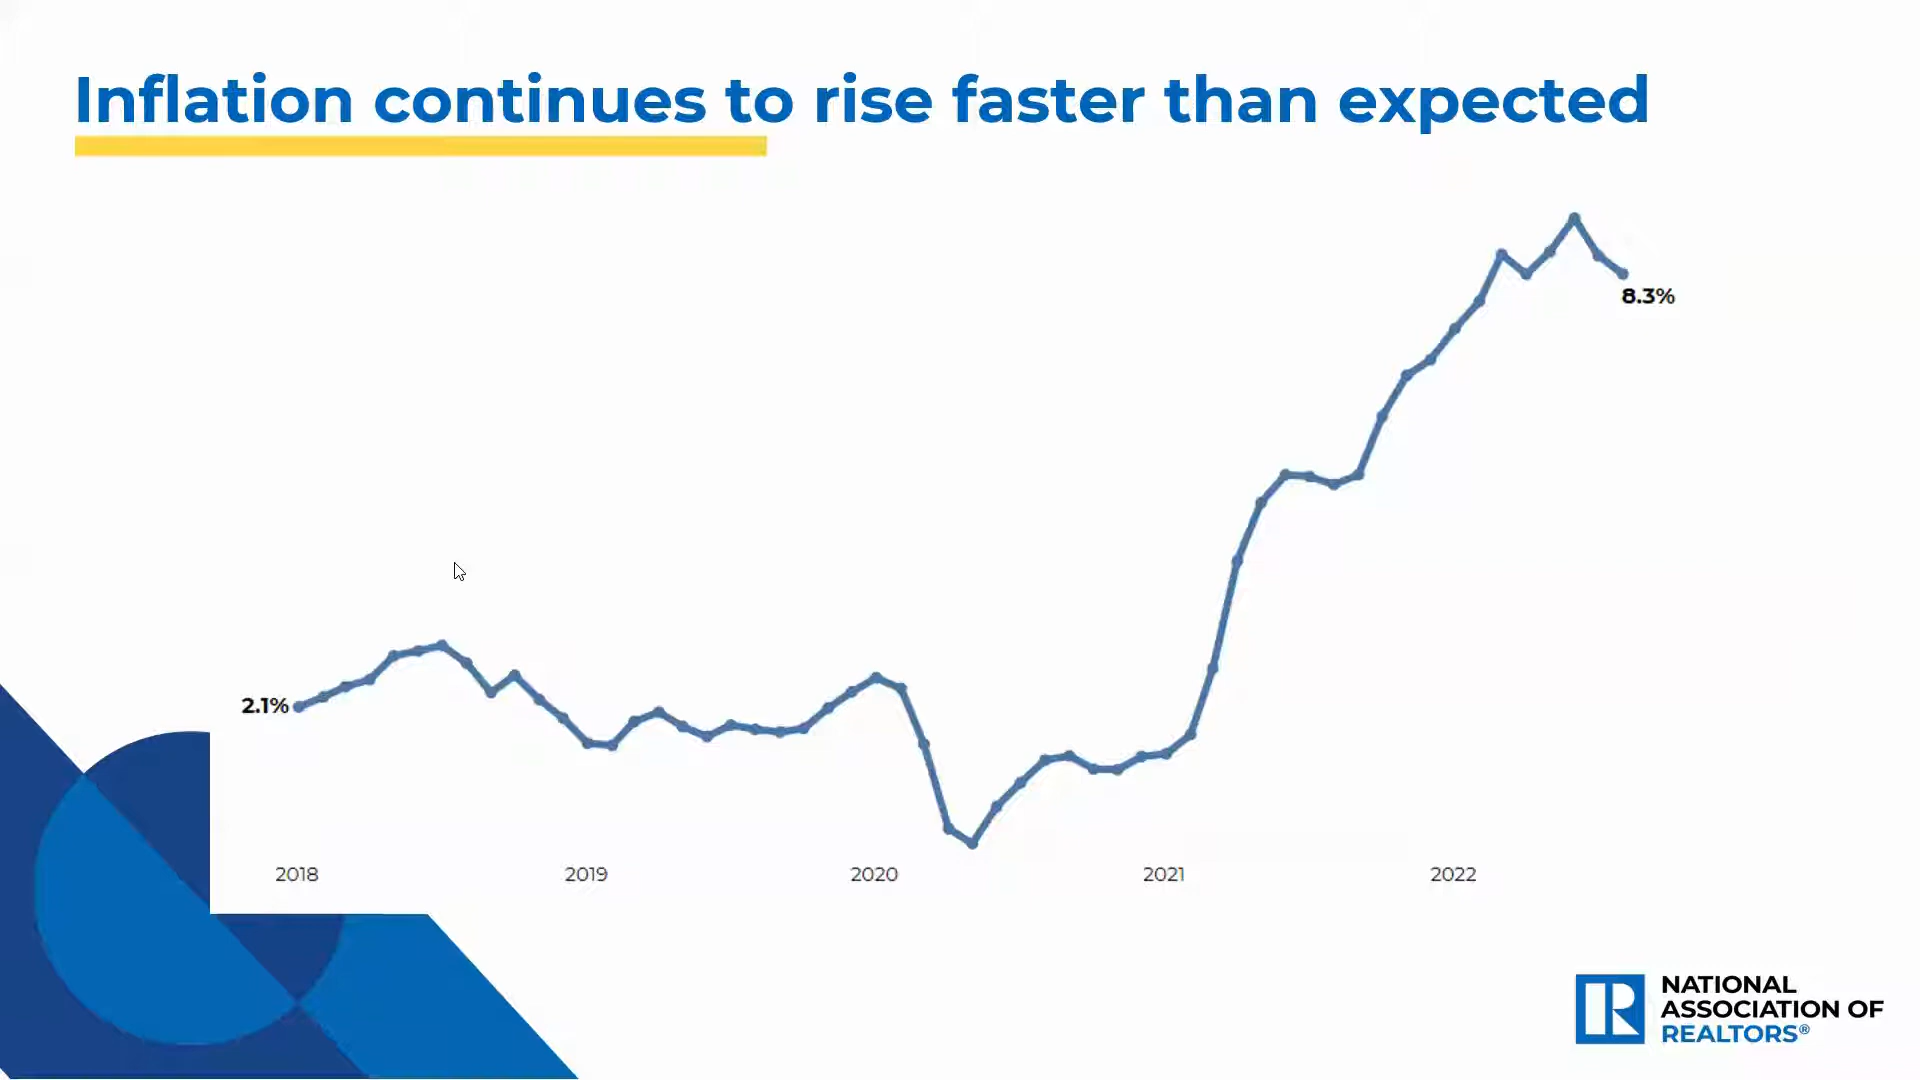 Inflation continues to rise faster than expected
8.3%
2.1%
2018 2019 2020 2021 2022
NATIONAL
ASSOCIATION OF
REALTORS®